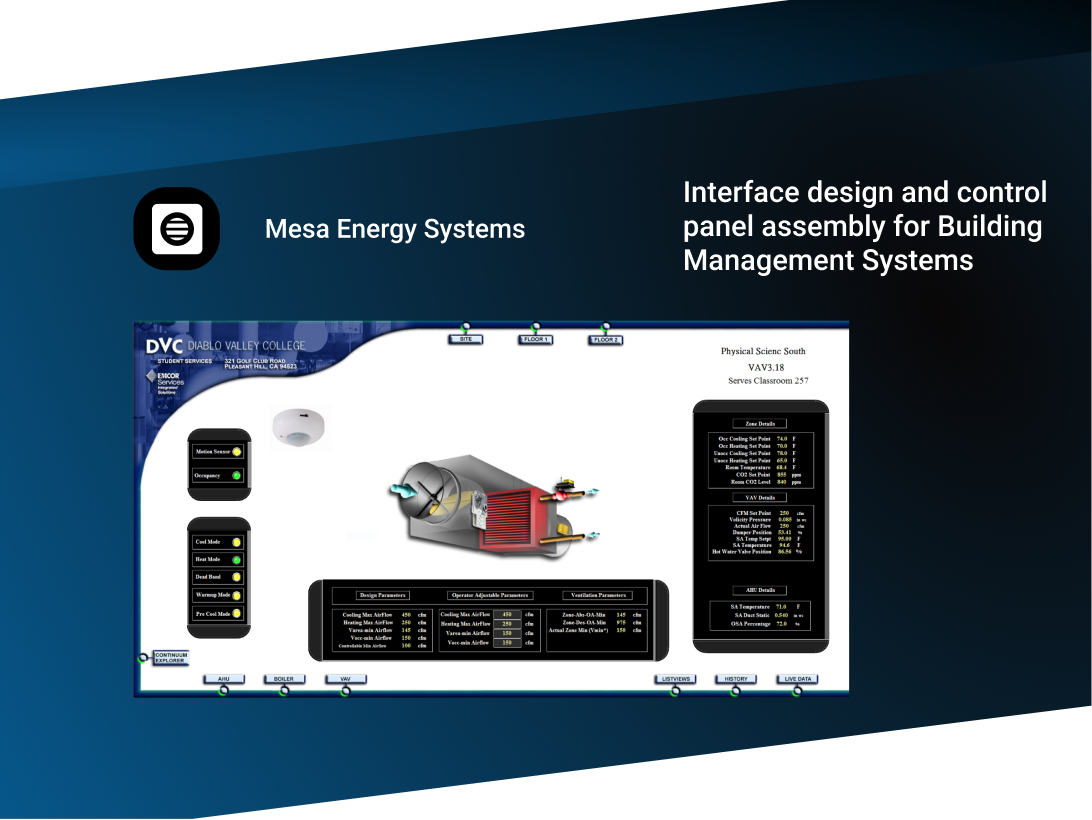 Mesa Energy Systems
Interface design and control
panel assembly for Building
Management Systems
DVC DIABLO VALLEY COLLEGE
STUDENT SERVICES 321 GOLF CLUB ROAD
PLEASANT HILL, CA 94523
EMCOR
Services
Integrated
Solutions
SITE
FLOOR 1
FLOOR 2
Physical Scienc South
VAV3.18
Serves Classroom 257
Motion Sensor
Occupancy
Cool Mode
Heat Mode
Dead Band
Warmup Mode
Pre Cool Mode
Zone Details
Occ Cooling Set Point 74.0 F
Occ Heating Set Point 70.0 F
Unocc Cooling Set Point 78.0 F
Unocc Heating Set Point 65.0 F
Room Temperature 68.4 F
CO2 Set Point 855 ppm
Room CO2 Level 840 ppm
VAV Details
CFM Set Point 250 cfm
Volicity Pressure 0.085 in wc
Actual Air Flow 250 cfm
Damper Position 53.41 %
SA Temp Setpt 95.00 F
SA Temperature 94.6 F
Hot Water Valve Position 86.56 %
AHU Details
SA Temperature 71.0 F
SA Duct Static 0.540 in wc
OSA Percentage 72.0 %
Design Parameters
Cooling Max AirFlow 450 cfm
Heating Max AirFlow 250 cfm
Varea-min Airflow 145 cfm
Vocc-min Airflow 150 cfm
Controllable Min Airflow 100 cfm
Operator Adjustable Parameters
Cooling Max AirFlow 450 cfm
Heating Max AirFlow 250 cfm
Varea-min Airflow 150 cfm
Vocc-min Airflow 150 cfm
Ventilation Parameters
Zone-Abs-OA-Min 145 cfm
Zone-Des-OA-Min 975 cfm
Actual Zone Min (Vmin*) 150 cfm
CONTINUUM
EXPLORER
AHU
BOILER
VAV
LISTVIEWS
HISTORY
LIVE DATA